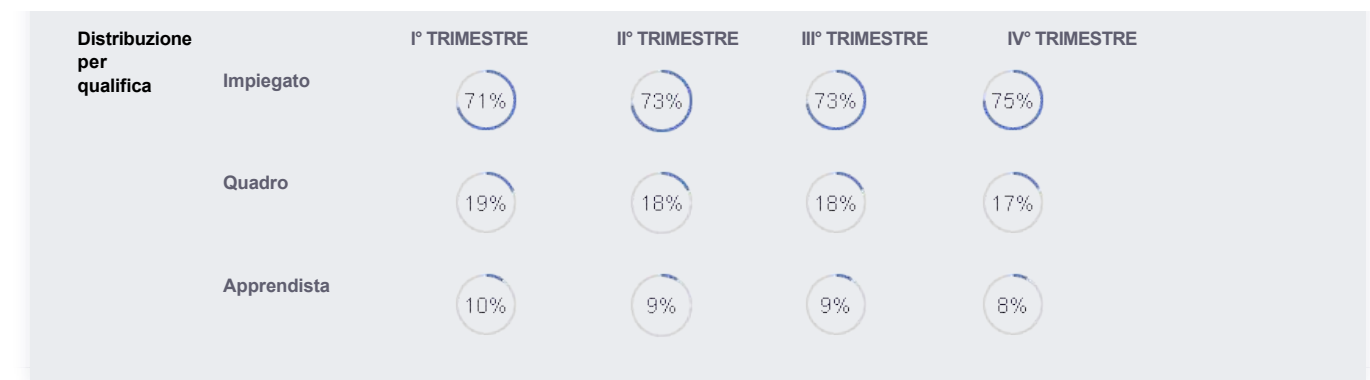 Distribuzione
per
qualifica
I° TRIMESTRE II° TRIMESTRE III° TRIMESTRE IV° TRIMESTRE
Impiegato 71% 73% 73% 75%
Quadro 19% 18% 18% 17%
Apprendista 10% 9% 9% 8%